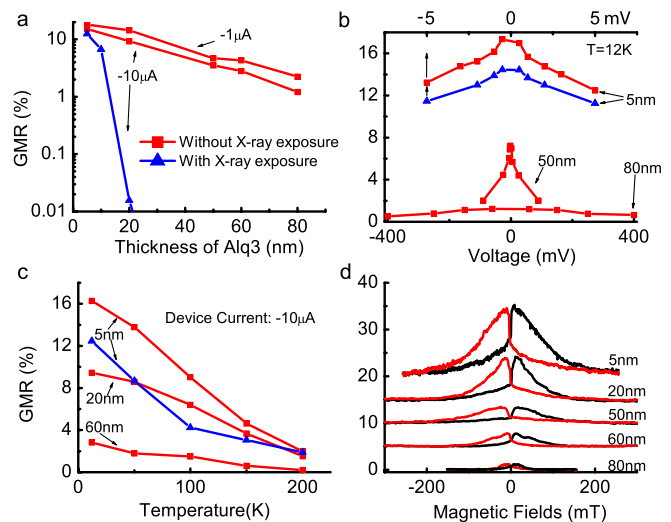 a
10
1
0.1
0.01
GMR (%)
-1µA
-10µA
Without X-ray exposure
With X-ray exposure
0 20 40 60 80
Thickness of Alq3 (nm)
b
-5 0 5 mV
16
12
8
4
0
T=12K
5nm
50nm
80nm
-400 -200 0 200 400
Voltage (mV)
c
16
12
8
4
0
GMR (%)
Device Current: -10µA
5nm
20nm
60nm
0 50 100 150 200
Temperature(K)
d
40
30
20
10
0
5nm
20nm
50nm
60nm
80nm
-200 0 200
Magnetic Fields (mT)